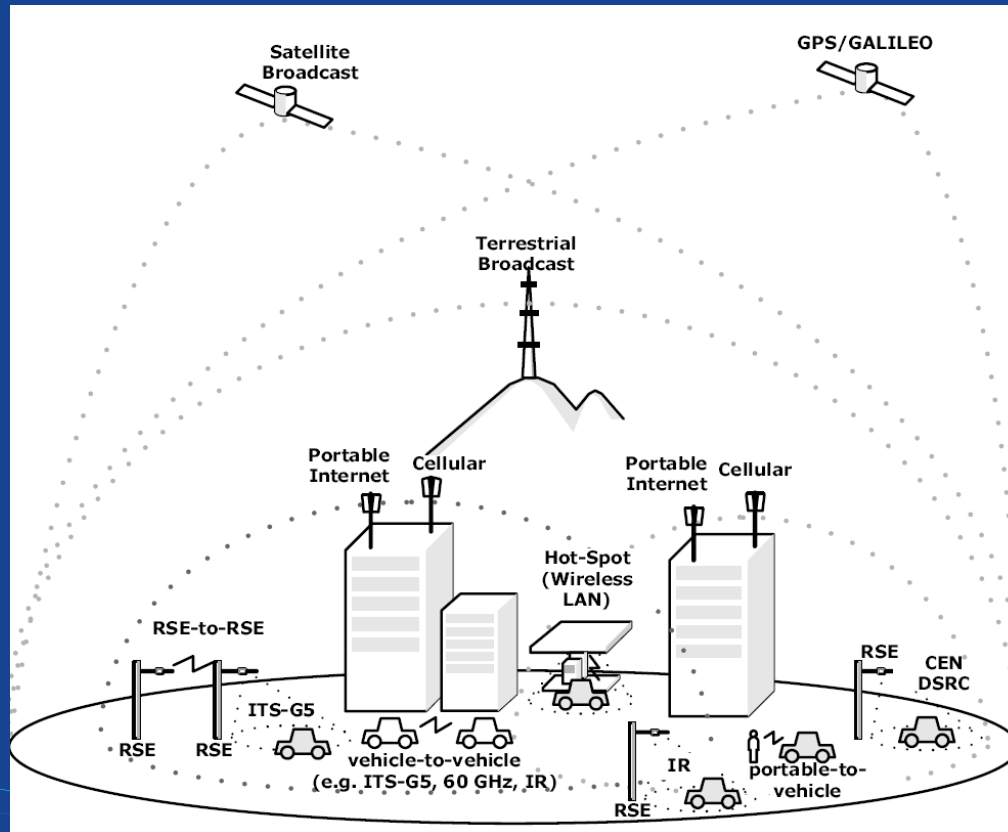 Satellite
Broadcast
GPS/GALILEO
Terrestrial
Broadcast
Portable
Internet
Cellular
Portable
Internet
Cellular
Hot-Spot
(Wireless
LAN)
RSE-to-RSE
RSE
CEN
DSRC
ITS-G5
RSE
RSE
vehicle-to-vehicle
(e.g. ITS-G5, 60 GHz, IR)
IR
portable-to-
vehicle
RSE